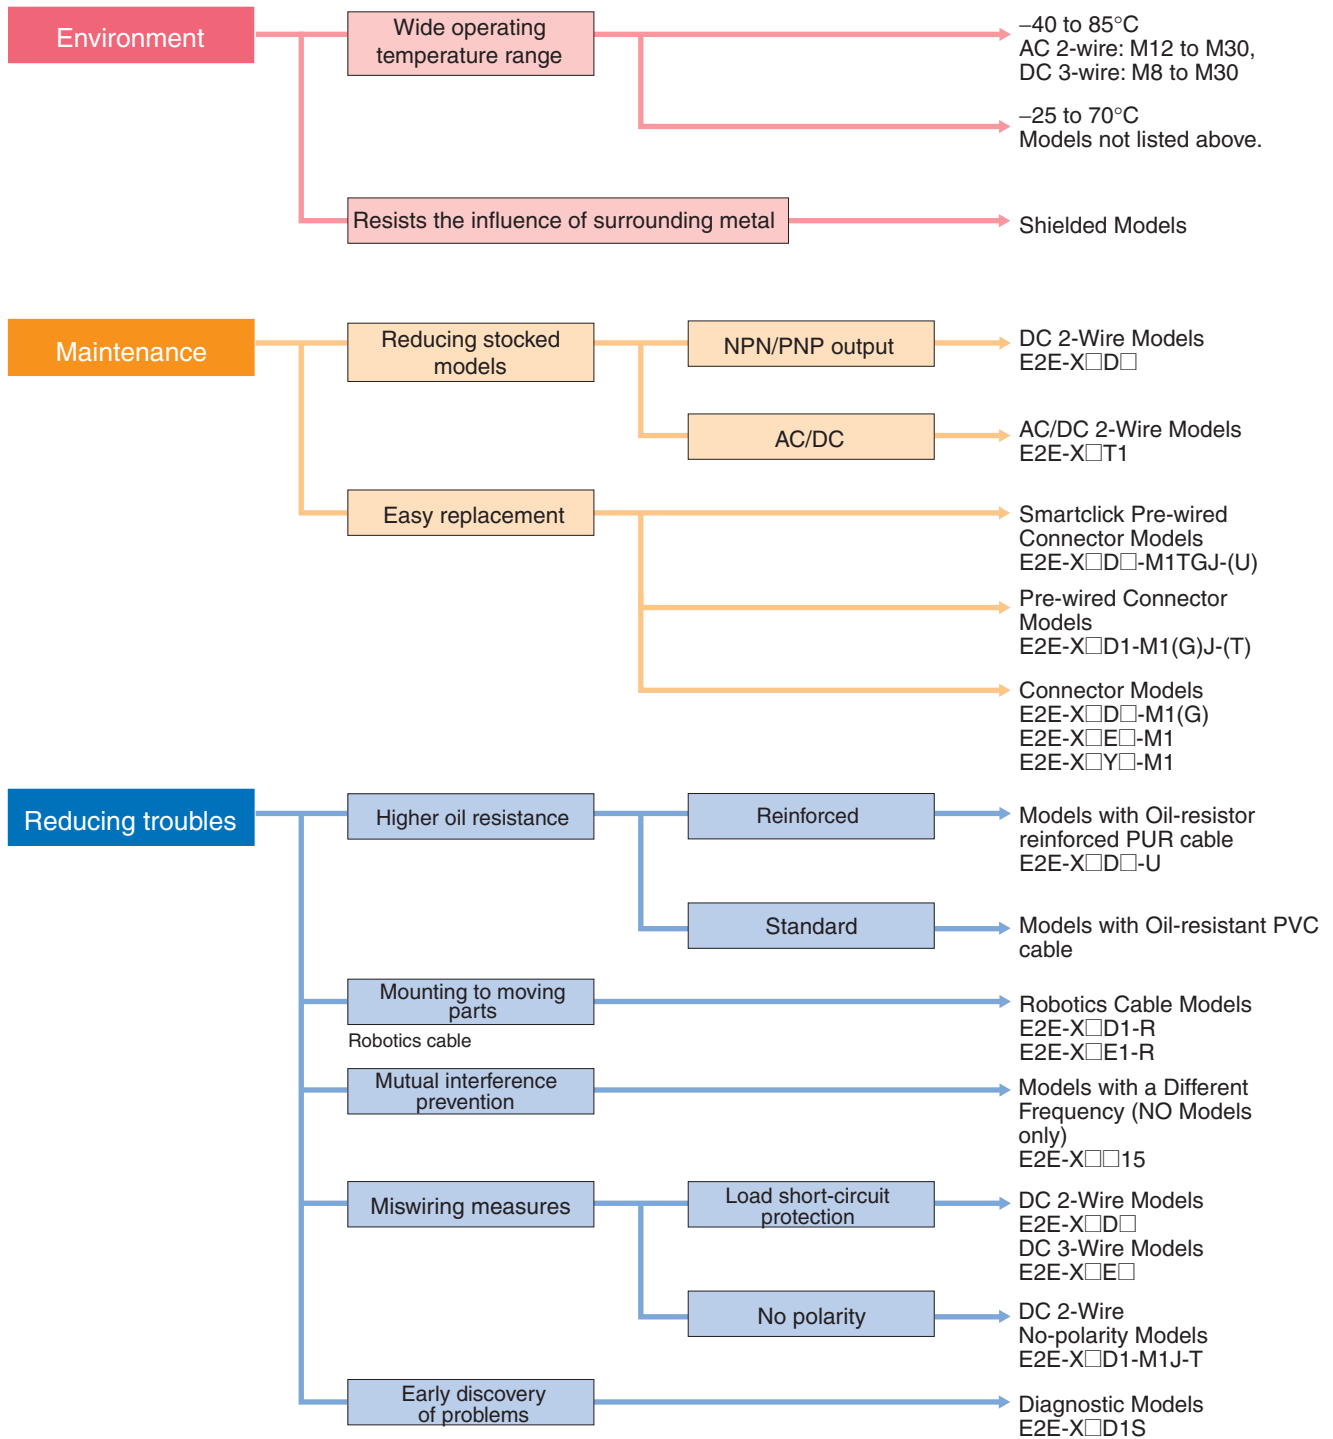 Environment
Wide operating
temperature range
–40 to 85°C
AC 2-wire: M12 to M30,
DC 3-wire: M8 to M30
–25 to 70°C
Models not listed above.
Resists the influence of surrounding metal
Shielded Models
Maintenance
Reducing stocked
models
NPN/PNP output
DC 2-Wire Models
E2E-X□D□
AC/DC
AC/DC 2-Wire Models
E2E-X□T1
Easy replacement
Smartclick Pre-wired
Connector Models
E2E-X□D□-M1TGJ-(U)
Pre-wired Connector
Models
E2E-X□D1-M1(G)J-(T)
Connector Models
E2E-X□D□-M1(G)
E2E-X□E□-M1
E2E-X□Y□-M1
Reducing troubles
Higher oil resistance
Reinforced
Models with Oil-resistor
reinforced PUR cable
E2E-X□D□-U
Standard
Models with Oil-resistant PVC
cable
Mounting to moving
parts
Robotics cable
Robotics Cable Models
E2E-X□D1-R
E2E-X□E1-R
Mutual interference
prevention
Models with a Different
Frequency (NO Models
only)
E2E-X□□15
Miswiring measures
Load short-circuit
protection
DC 2-Wire Models
E2E-X□D□
DC 3-Wire Models
E2E-X□E□
No polarity
DC 2-Wire
No-polarity Models
E2E-X□D1-M1J-T
Early discovery
of problems
Diagnostic Models
E2E-X□D1S